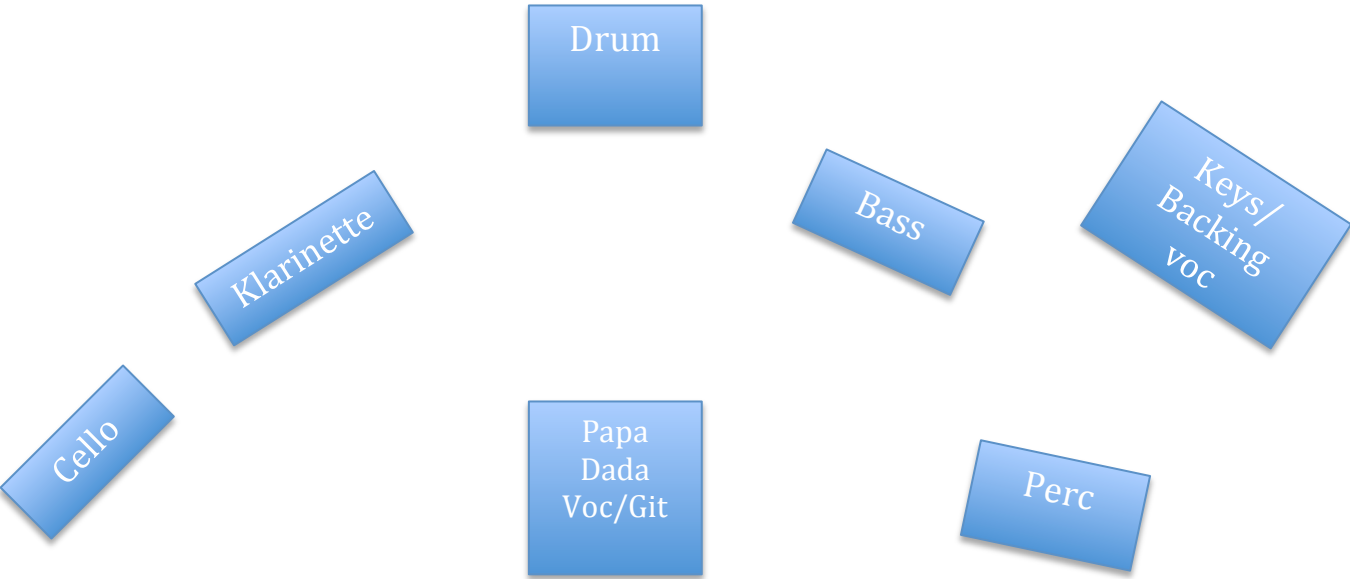 Drum
Keys/
Backing
voc
Bass
Klarinette
Cello
Papa
Dada
Voc/Git
Perc